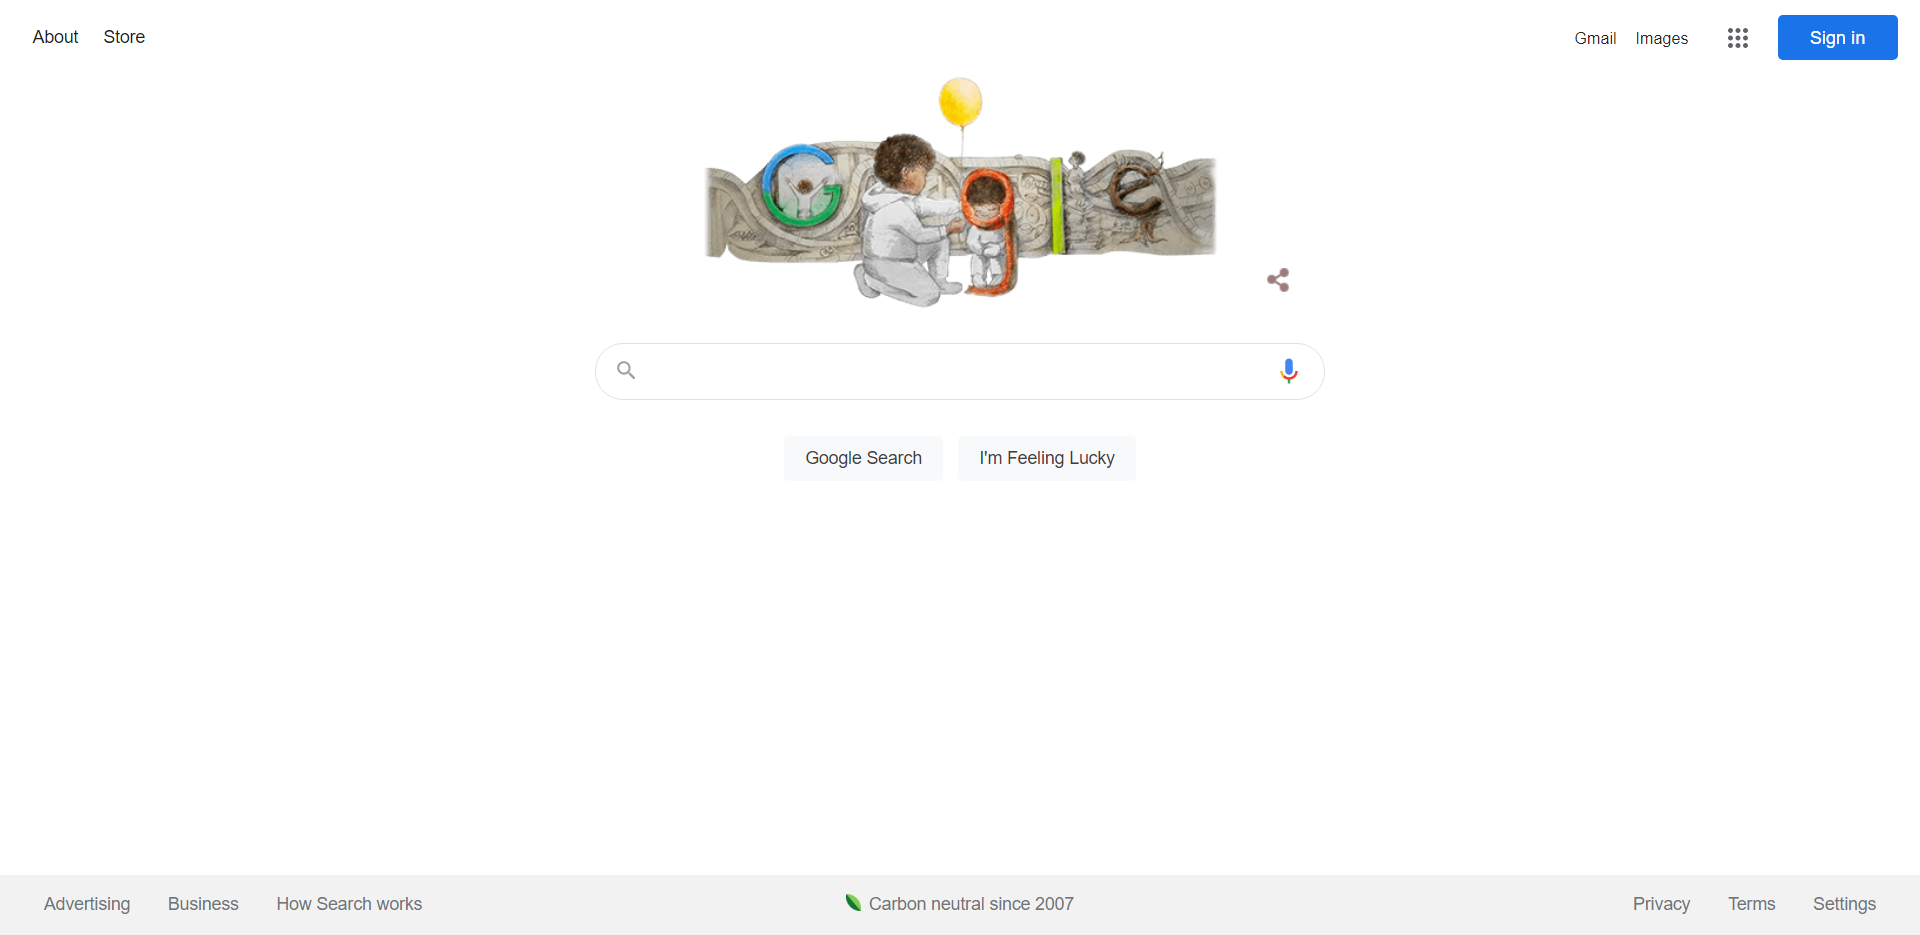 About Store
Gmail Images Sign in
Google Search I'm Feeling Lucky
Advertising Business How Search works Carbon neutral since 2007 Privacy Terms Settings